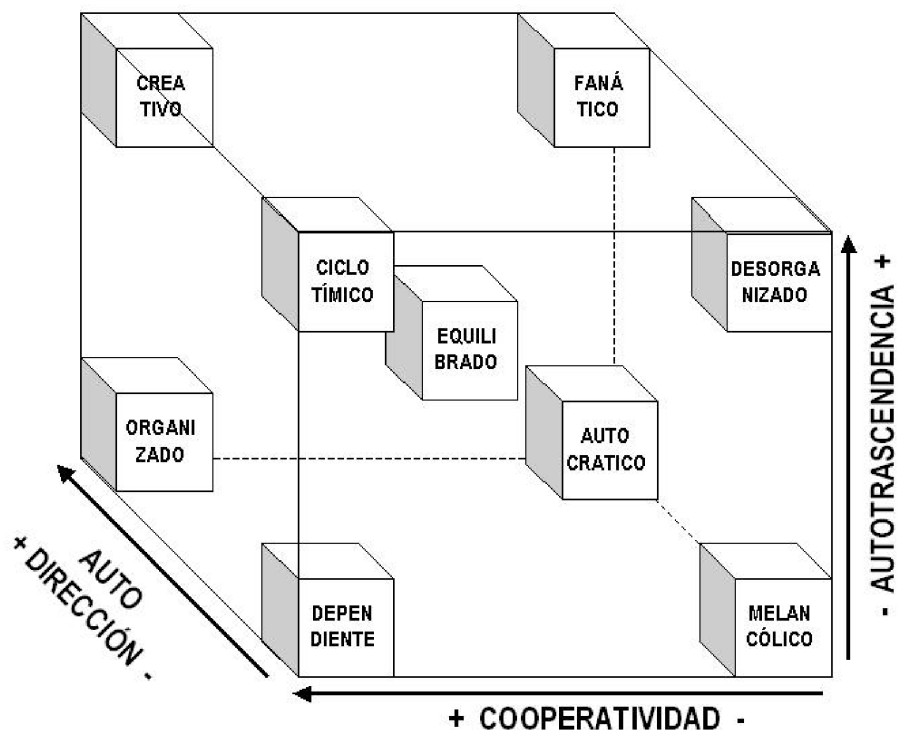 CREA
TIVO
FANÁ
TICO
CICLO
TÍMICO
DESORGA
NIZADO
EQUILI
BRADO
ORGANI
ZADO
AUTO
CRATICO
- AUTOTRASCENDENCIA +
AUTO
+ DIRECCIÓN -
DEPEN
DIENTE
MELAN
CÓLICO
+ COOPERATIVIDAD -